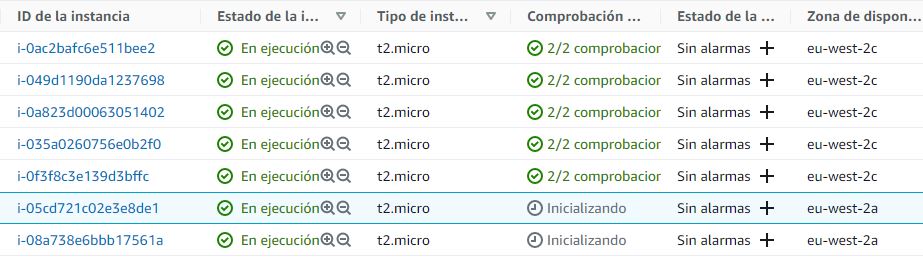 ID de la instancia Estado de la i... Tipo de inst... Comprobación ... Estado de la ... Zona de dispon...
i-0ac2bafc6e511bee2 En ejecución t2.micro 2/2 comprobacior Sin alarmas + eu-west-2c
i-049d1190da1237698 En ejecución t2.micro 2/2 comprobacior Sin alarmas + eu-west-2c
i-0a823d00063051402 En ejecución t2.micro 2/2 comprobacior Sin alarmas + eu-west-2c
i-035a0260756e0b2f0 En ejecución t2.micro 2/2 comprobacior Sin alarmas + eu-west-2c
i-0f3f8c3e139d3bffc En ejecución t2.micro 2/2 comprobacior Sin alarmas + eu-west-2c
i-05cd721c02e3e8de1 En ejecución t2.micro Inicializando Sin alarmas + eu-west-2a
i-08a738e6bbb17561a En ejecución t2.micro Inicializando Sin alarmas + eu-west-2a